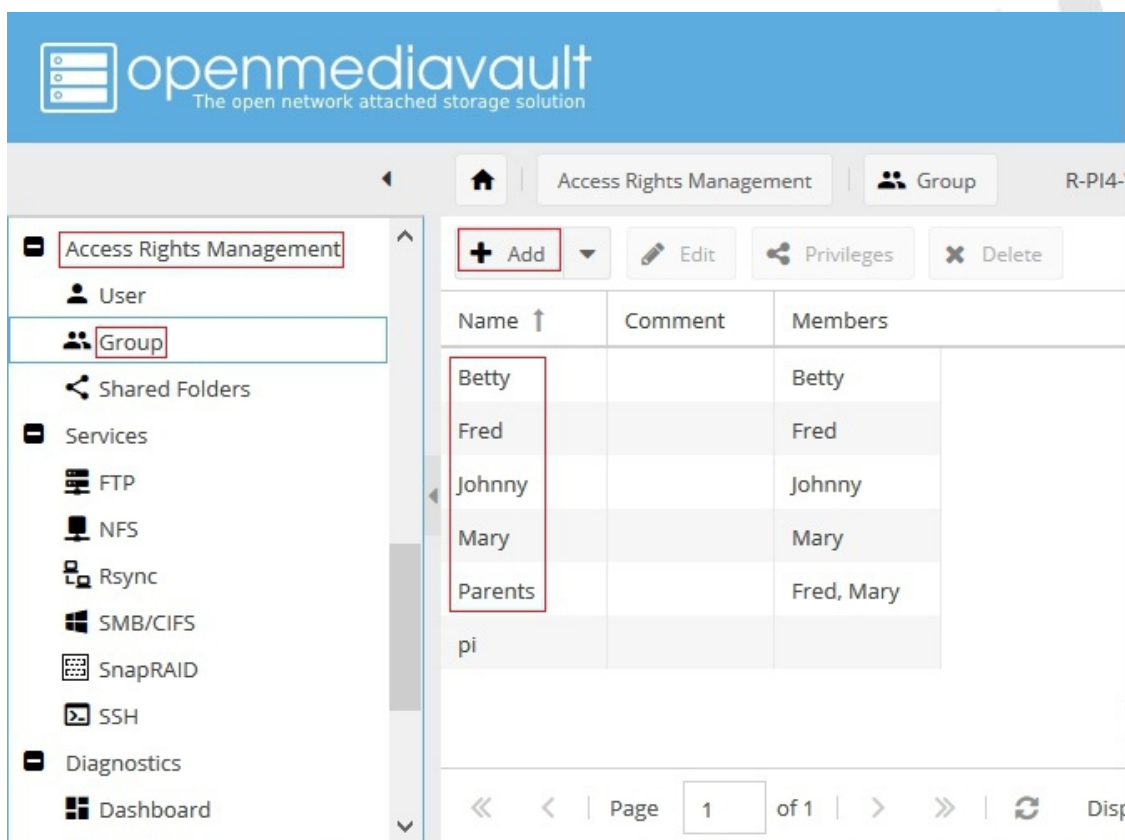 openmediavault
The open network attached storage solution
Access Rights Management
Group
R-PI4-
Access Rights Management
User
Group
Shared Folders
Services
FTP
NFS
Rsync
SMB/CIFS
SnapRAID
SSH
Diagnostics
Dashboard
Add
Edit
Privileges
Delete
Name Comment Members
Betty Betty
Fred Fred
Johnny Johnny
Mary Mary
Parents Fred, Mary
pi
Page 1 of 1